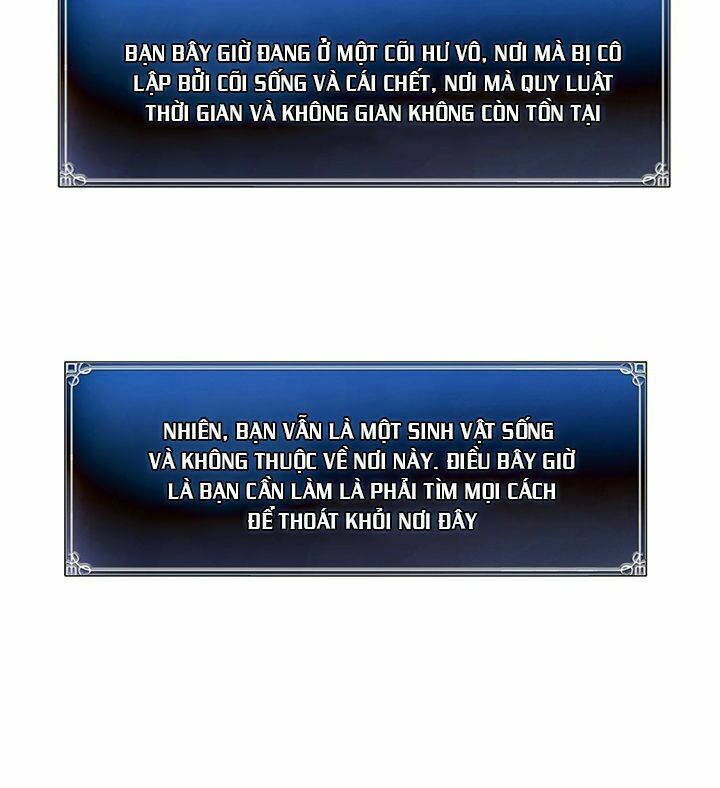 BẠN BÂY GIỜ ĐANG Ở MỘT CÕI HƯ VÔ, NƠI MÀ BỊ CÔ
LẬP BỞI CÕI SỐNG VÀ CÁI CHẾT, NƠI MÀ QUY LUẬT
THỜI GIAN VÀ KHÔNG GIAN KHÔNG CÒN TỒN TẠI
NHIÊN, BẠN VẪN LÀ MỘT SINH VẬT SỐNG
VÀ KHÔNG THUỘC VỀ NƠI NÀY. ĐIỀU BÂY GIỜ
LÀ BẠN CẦN LÀM LÀ PHẢI TÌM MỌI CÁCH
ĐỂ THOÁT KHỎI NƠI ĐÂY